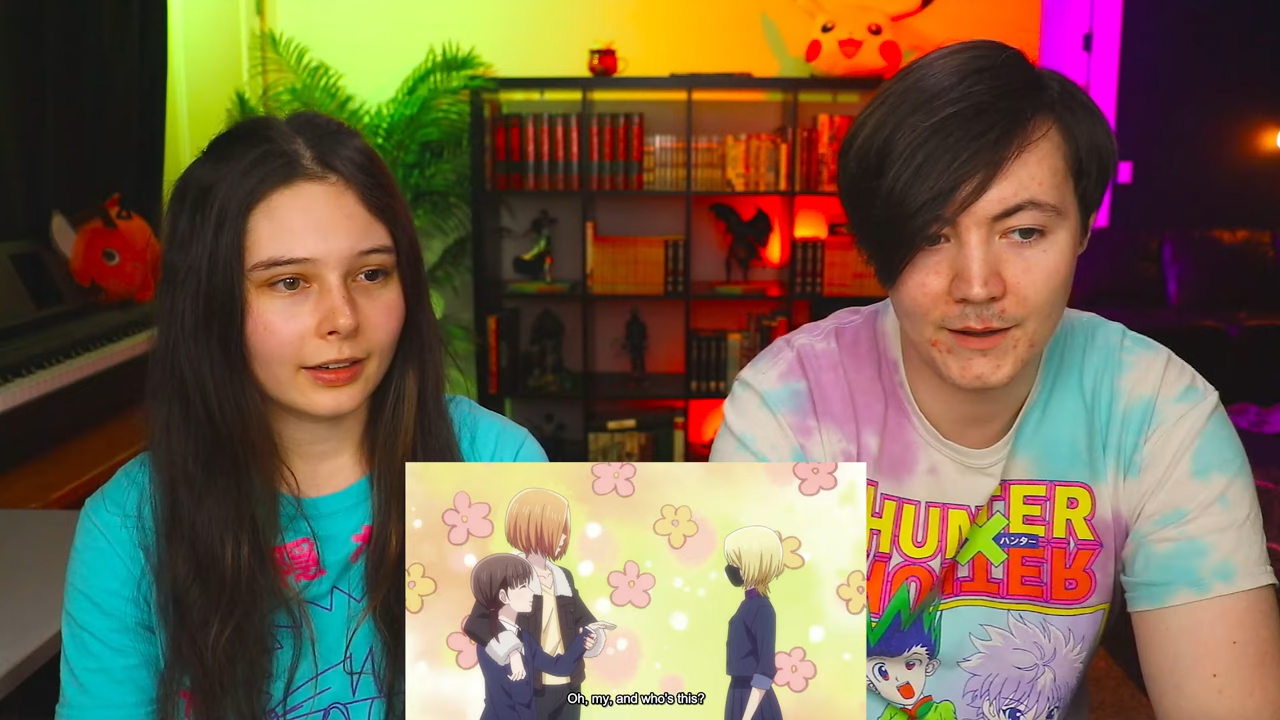 HUNTER
ハンター
HUNTER
Oh, my, and who's this?